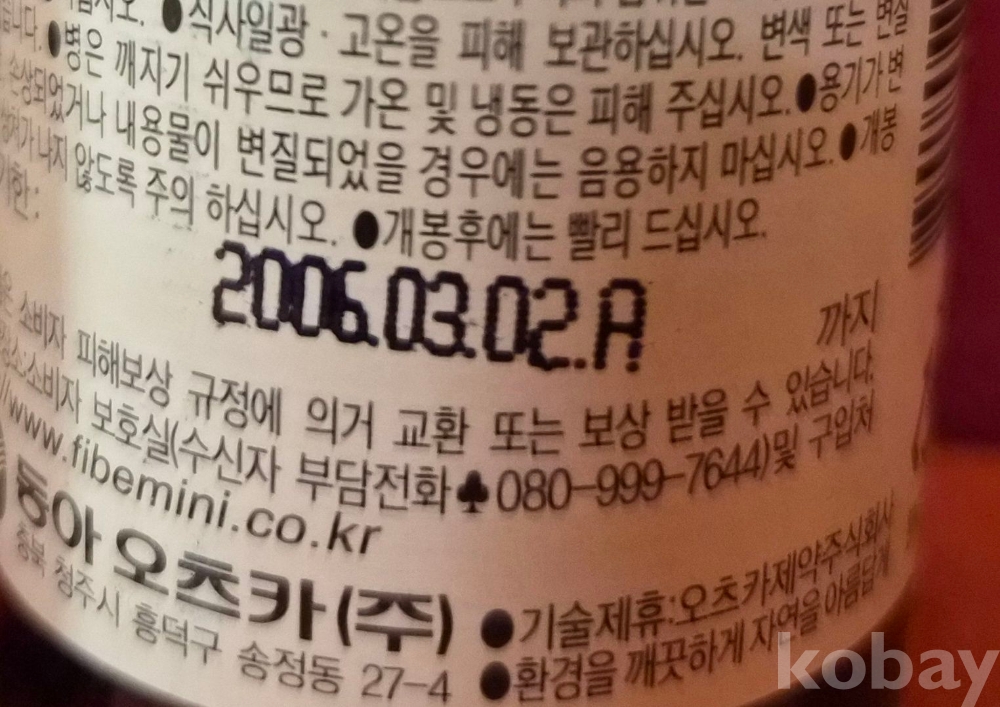 ●직사일광·고온을 피해 보관하십시오. 변색 또는 변질
●병은 깨지기 쉬우므로 가온 및 냉동은 피해 주십시오. ●용기가 변
손상되었거나 내용물이 변질되었을 경우에는 음용하지 마십시오. ●개봉
나지 않도록 주의 하십시오. ●개봉후에는 빨리 드십시오.
2006.03.02.A 까지
소비자 피해보상 규정에 의거 교환 또는 보상 받을 수 있습니다.
소비자 보호실(수신자 부담전화♣080-999-7644)및 구입처
www.fibemini.co.kr
동아오츠카(주) ●기술제휴:오츠카제약주식회사
충북 청주시 흥덕구 송정동 27-4 ●환경을 깨끗하게 자연을 아름답게
kobay